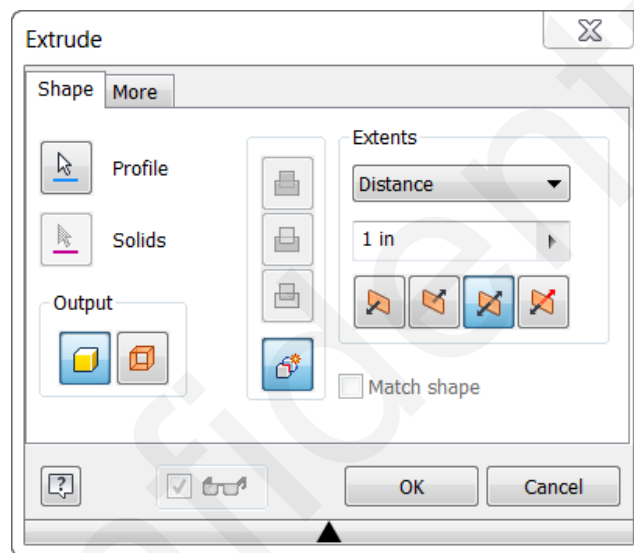 Extrude
Shape
More
Profile
Solids
Output
Extents
Distance
1 in
Match shape
OK
Cancel